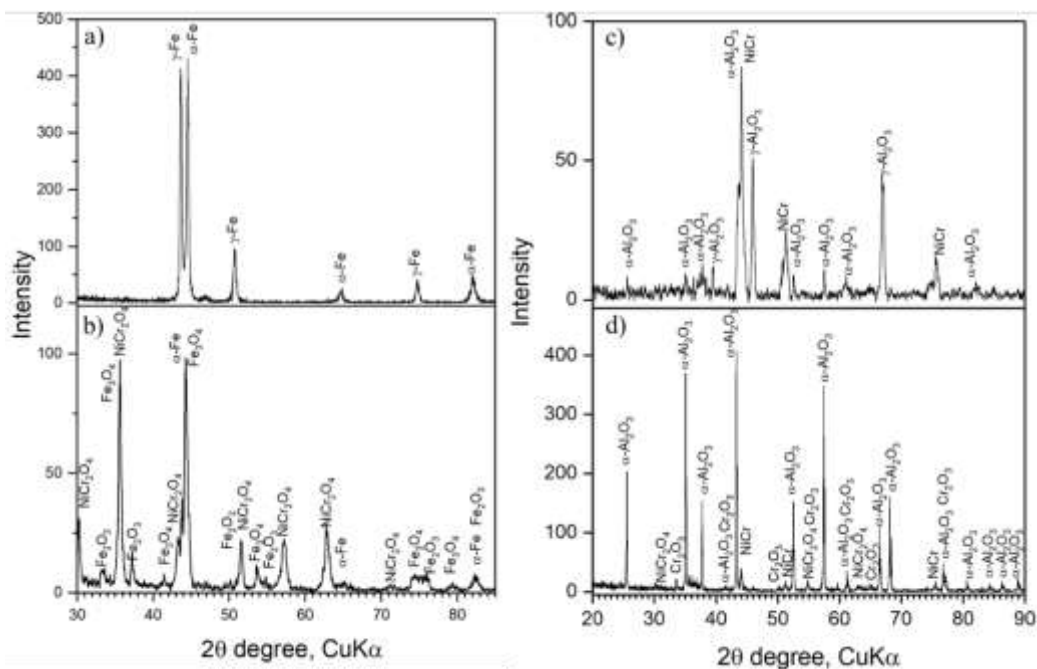 a)
500
400
300
200
100
0
Intensity
γ-Fe
α-Fe
γ-Fe
α-Fe
γ-Fe
α-Fe
b)
100
50
0
NiCr₂O₄
Fe₂O₃
Fe₃O₄
NiCr₂O₄
Fe₂O₃
Fe₃O₄
NiCr₂O₄
α-Fe
Fe₃O₄
NiCr₂O₄
Fe₃O₄
NiCr₂O₄
NiCr₂O₄
α-Fe
NiCr₂O₄
Fe₃O₄
Fe₂O₃
Fe₃O₄
α-Fe Fe₂O₃
30 40 50 60 70 80
2θ degree, CuKα
c)
100
50
0
Intensity
α-Al₂O₃
α-Al₂O₃
α-Al₂O₃
γ-Al₂O₃
α-Al₂O₃
NiCr
γ-Al₂O₃
NiCr
α-Al₂O₃
α-Al₂O₃
α-Al₂O₃
γ-Al₂O₃
NiCr
α-Al₂O₃
d)
400
300
200
100
0
α-Al₂O₃
NiCr₂O₄
Cr₂O₃
α-Al₂O₃
α-Al₂O₃
α-Al₂O₃Cr₂O₃
α-Al₂O₃
NiCr
Cr₂O₃
NiCr
α-Al₂O₃
NiCr₂O₄ Cr₂O₃
α-Al₂O₃
α-Al₂O₃ Cr₂O₃
NiCr₂O₄
Cr₂O₃
α-Al₂O₃
α-Al₂O₃
NiCr
α-Al₂O₃ Cr₂O₃
α-Al₂O₃
α-Al₂O₃
α-Al₂O₃
α-Al₂O₃
20 30 40 50 60 70 80 90
2θ degree, CuKα